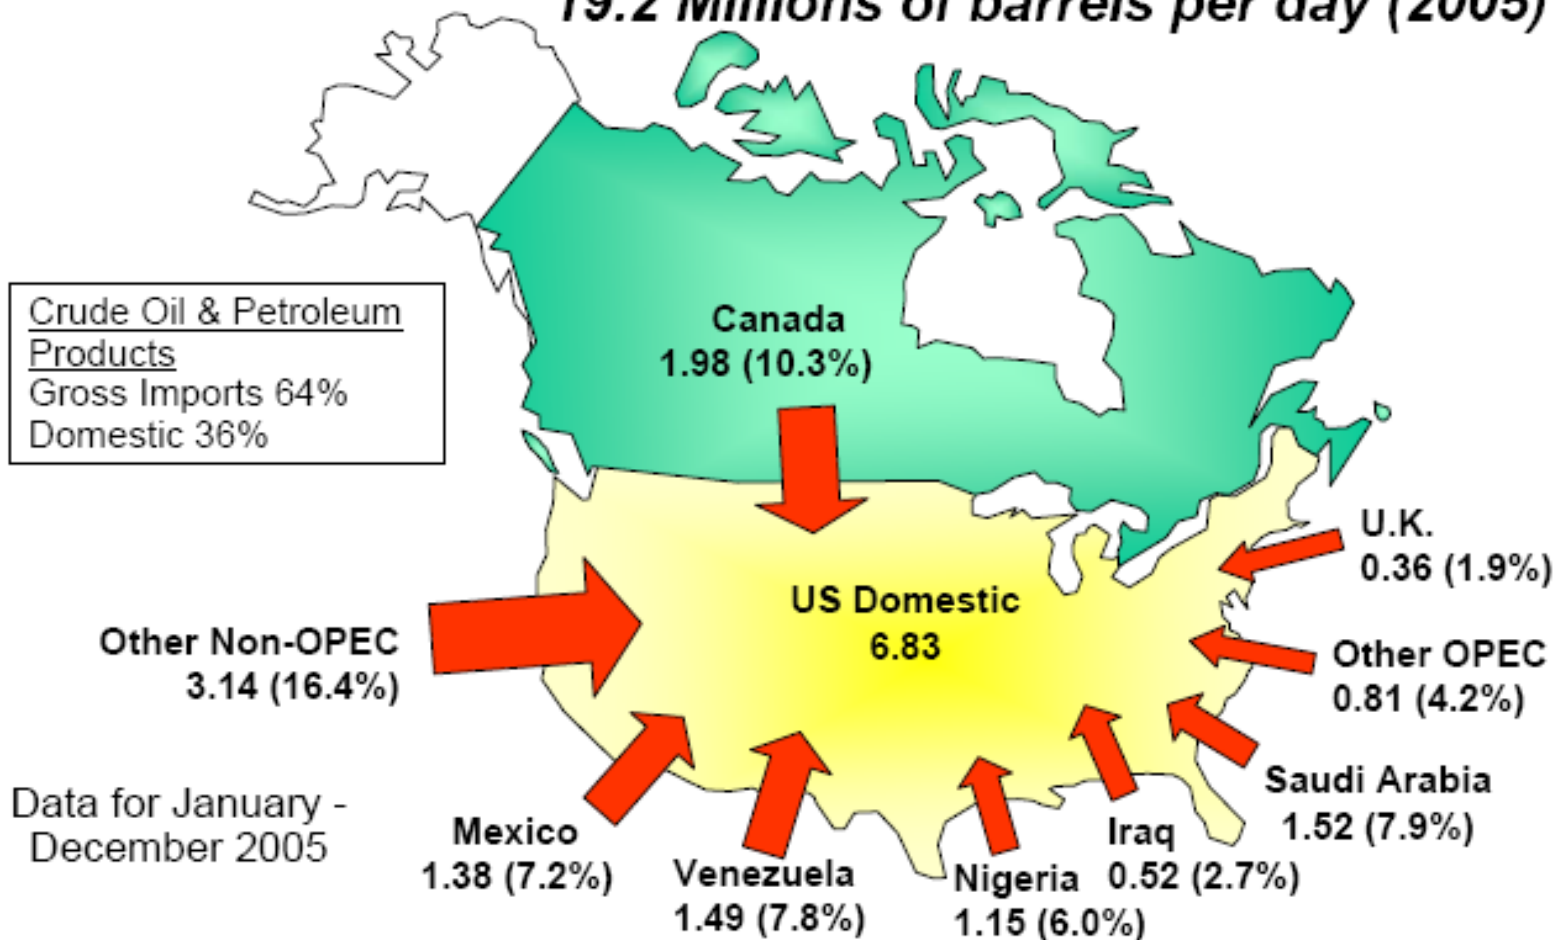 19.2 Millions of barrels per day (2005)
Crude Oil & Petroleum
Products
Gross Imports 64%
Domestic 36%
Canada
1.98 (10.3%)
U.K.
0.36 (1.9%)
US Domestic
6.83
Other Non-OPEC
3.14 (16.4%)
Other OPEC
0.81 (4.2%)
Saudi Arabia
1.52 (7.9%)
Data for January -
December 2005
Mexico
1.38 (7.2%)
Venezuela
1.49 (7.8%)
Nigeria
1.15 (6.0%)
Iraq
0.52 (2.7%)